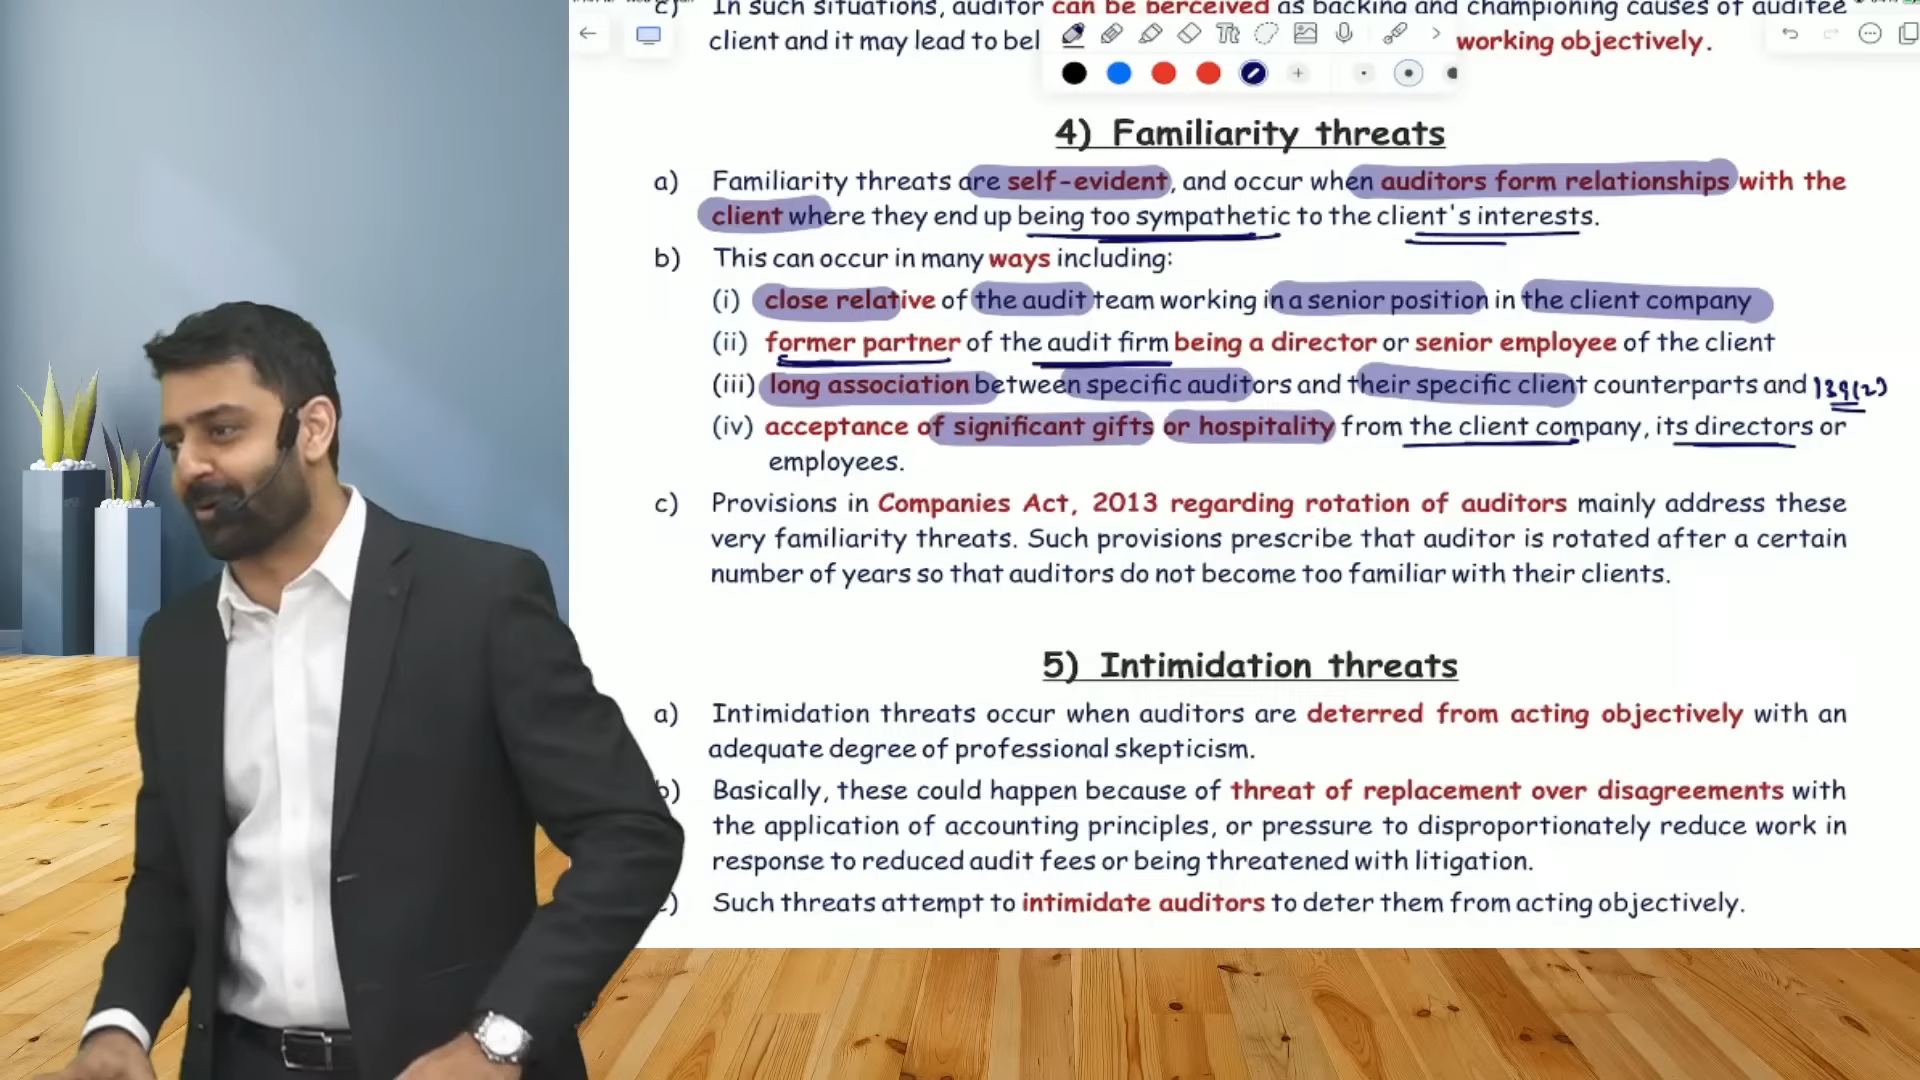 c) In such situations, auditor can be perceived as backing and championing causes of auditee
client and it may lead to bel working objectively.
4) Familiarity threats
a) Familiarity threats are self-evident, and occur when auditors form relationships with the
client where they end up being too sympathetic to the client's interests.
b) This can occur in many ways including:
(i) close relative of the audit team working in a senior position in the client company
(ii) former partner of the audit firm being a director or senior employee of the client
(iii) long association between specific auditors and their specific client counterparts and 139(2)
(iv) acceptance of significant gifts or hospitality from the client company, its directors or
employees.
c) Provisions in Companies Act, 2013 regarding rotation of auditors mainly address these
very familiarity threats. Such provisions prescribe that auditor is rotated after a certain
number of years so that auditors do not become too familiar with their clients.
5) Intimidation threats
a) Intimidation threats occur when auditors are deterred from acting objectively with an
adequate degree of professional skepticism.
b) Basically, these could happen because of threat of replacement over disagreements with
the application of accounting principles, or pressure to disproportionately reduce work in
response to reduced audit fees or being threatened with litigation.
c) Such threats attempt to intimidate auditors to deter them from acting objectively.